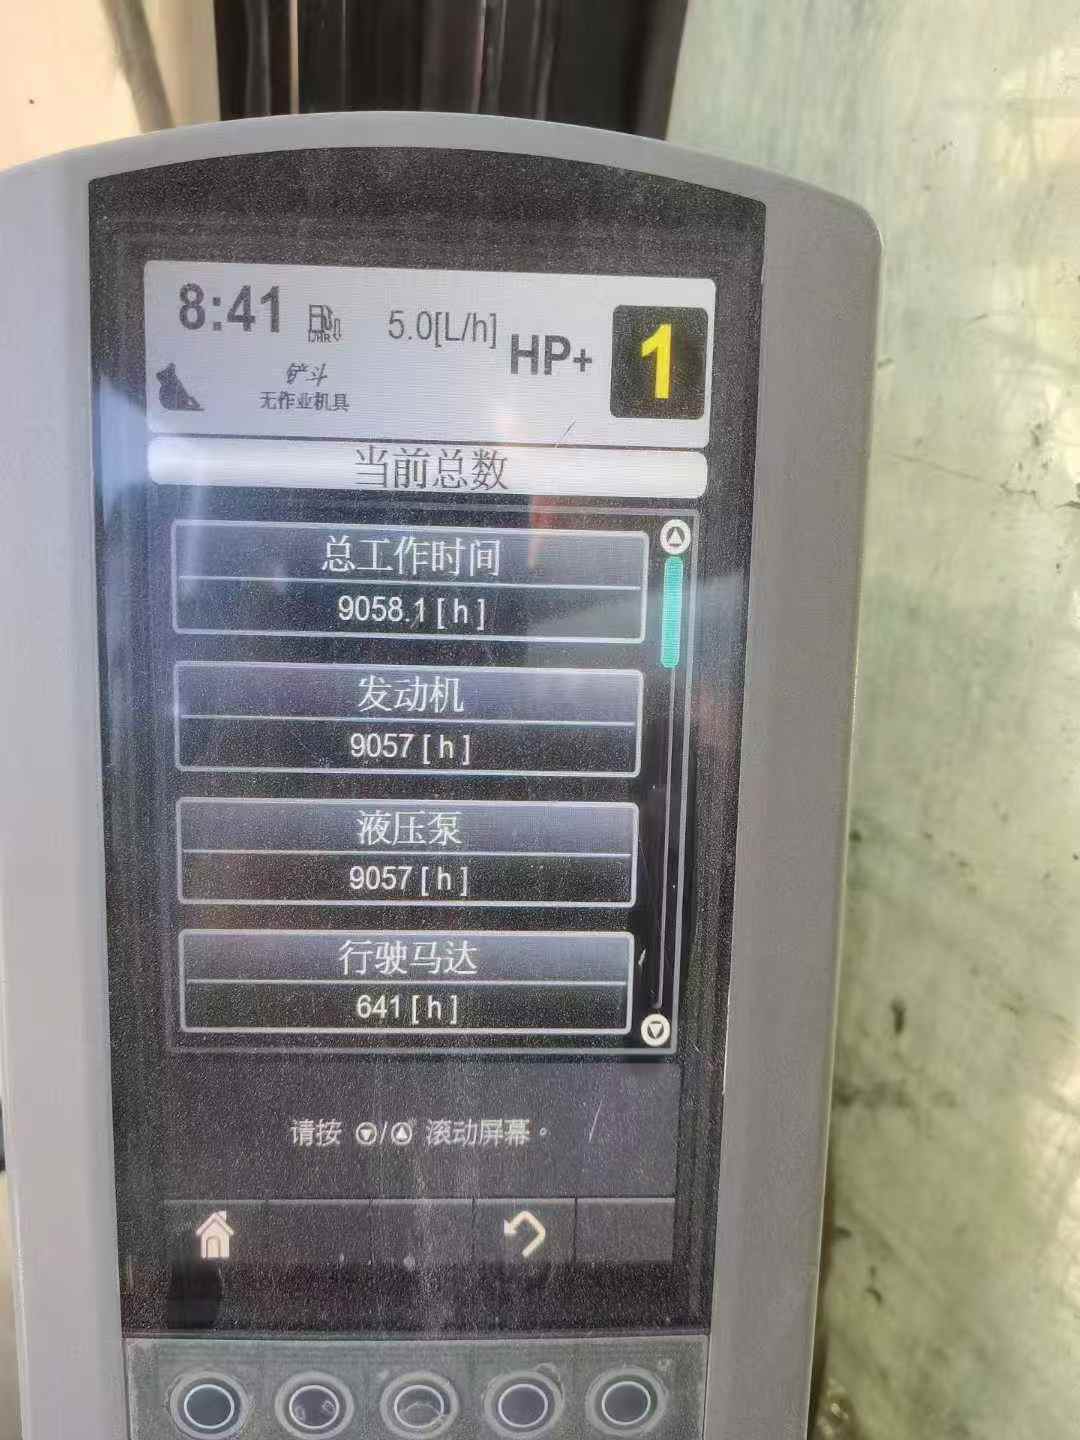 8:41 5.0[L/h] HP+ 1
铲斗
无作业机具
当前总数
总工作时间
9058.1 [ h ]
发动机
9057 [ h ]
液压泵
9057 [ h ]
行驶马达
641 [ h ]
请按 ▼/▲ 滚动屏幕。